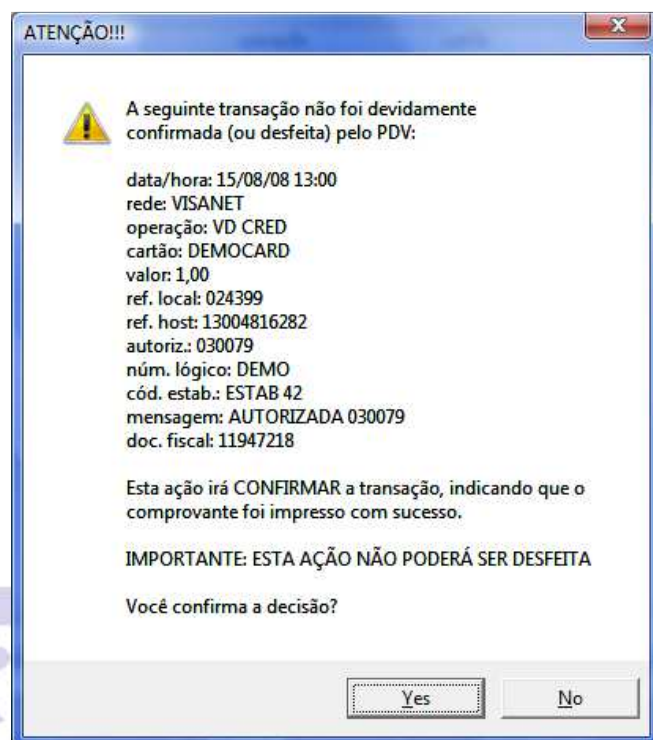 ATENÇÃO!!!
A seguinte transação não foi devidamente
confirmada (ou desfeita) pelo PDV:
data/hora: 15/08/08 13:00
rede: VISANET
operação: VD CRED
cartão: DEMOCARD
valor: 1,00
ref. local: 024399
ref. host: 13004816282
autoriz.: 030079
núm. lógico: DEMO
cód. estab.: ESTAB 42
mensagem: AUTORIZADA 030079
doc. fiscal: 11947218
Esta ação irá CONFIRMAR a transação, indicando que o
comprovante foi impresso com sucesso.
IMPORTANTE: ESTA AÇÃO NÃO PODERÁ SER DESFEITA
Você confirma a decisão?
Yes No